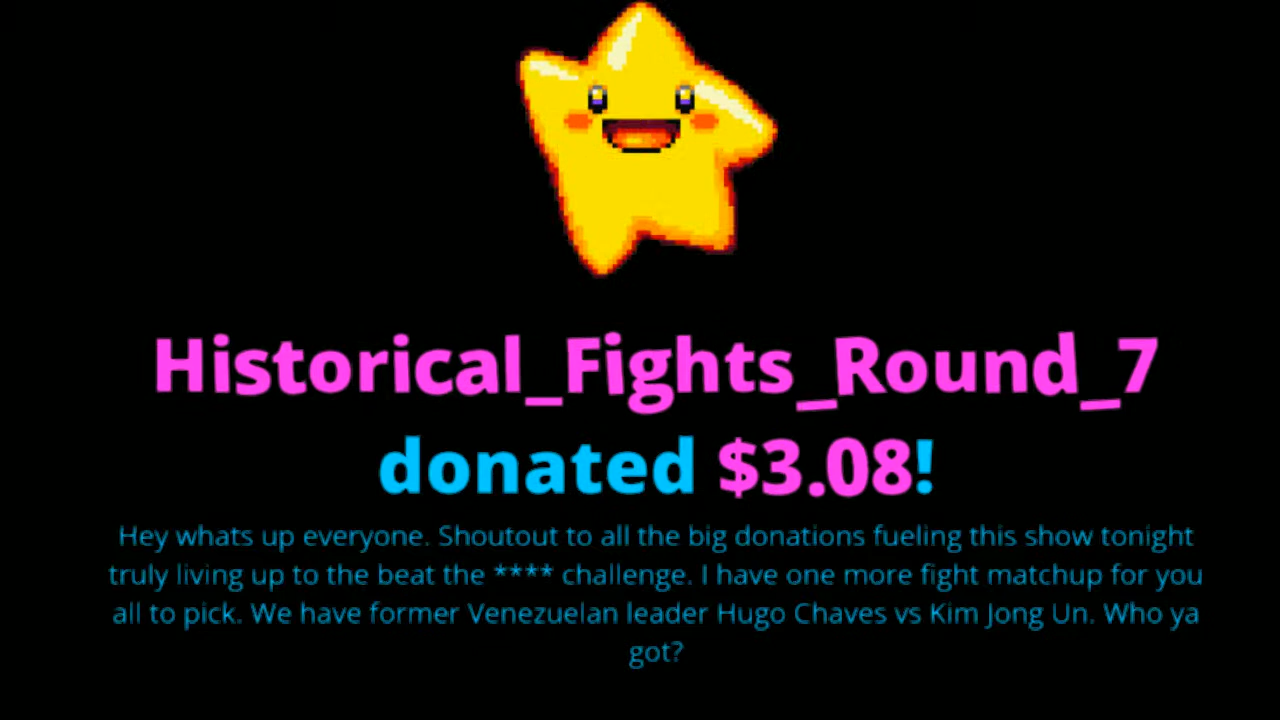 Historical_Fights_Round_7
donated $3.08!
Hey whats up everyone. Shoutout to all the big donations fueling this show tonight
truly living up to the beat the **** challenge. I have one more fight matchup for you
all to pick. We have former Venezuelan leader Hugo Chaves vs Kim Jong Un. Who ya
got?